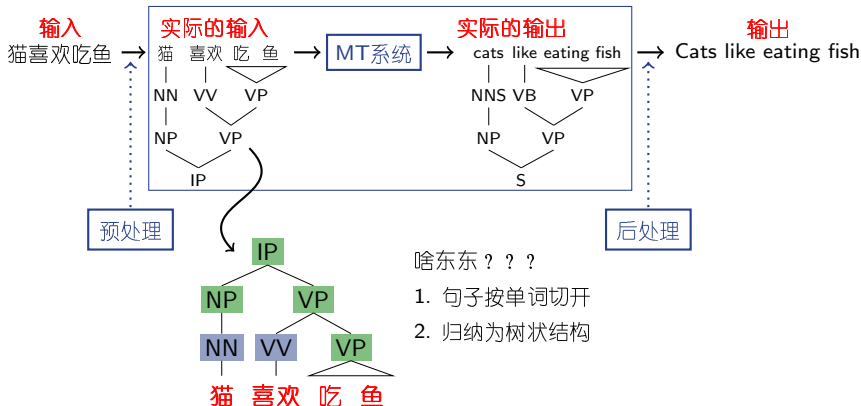 输入 实际的输入 实际的输出 输出
猫喜欢吃鱼 猫 喜欢 吃 鱼 MT系统 cats like eating fish Cats like eating fish
NN VV VP NNS VB VP
NP VP NP VP
IP S
预处理 后处理
IP
NP VP
NN VV VP
猫 喜欢 吃 鱼
啥东东？？？
1. 句子按单词切开
2. 归纳为树状结构